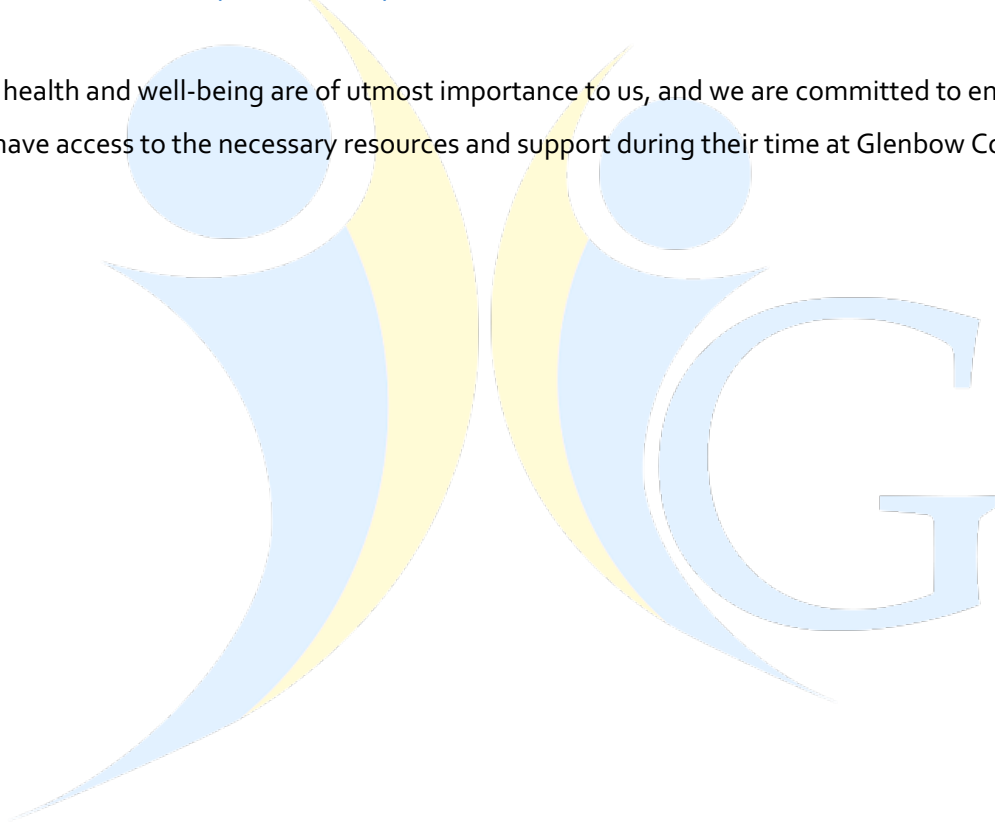 health and well-being are of utmost importance to us, and we are committed to en
have access to the necessary resources and support during their time at Glenbow Co
G